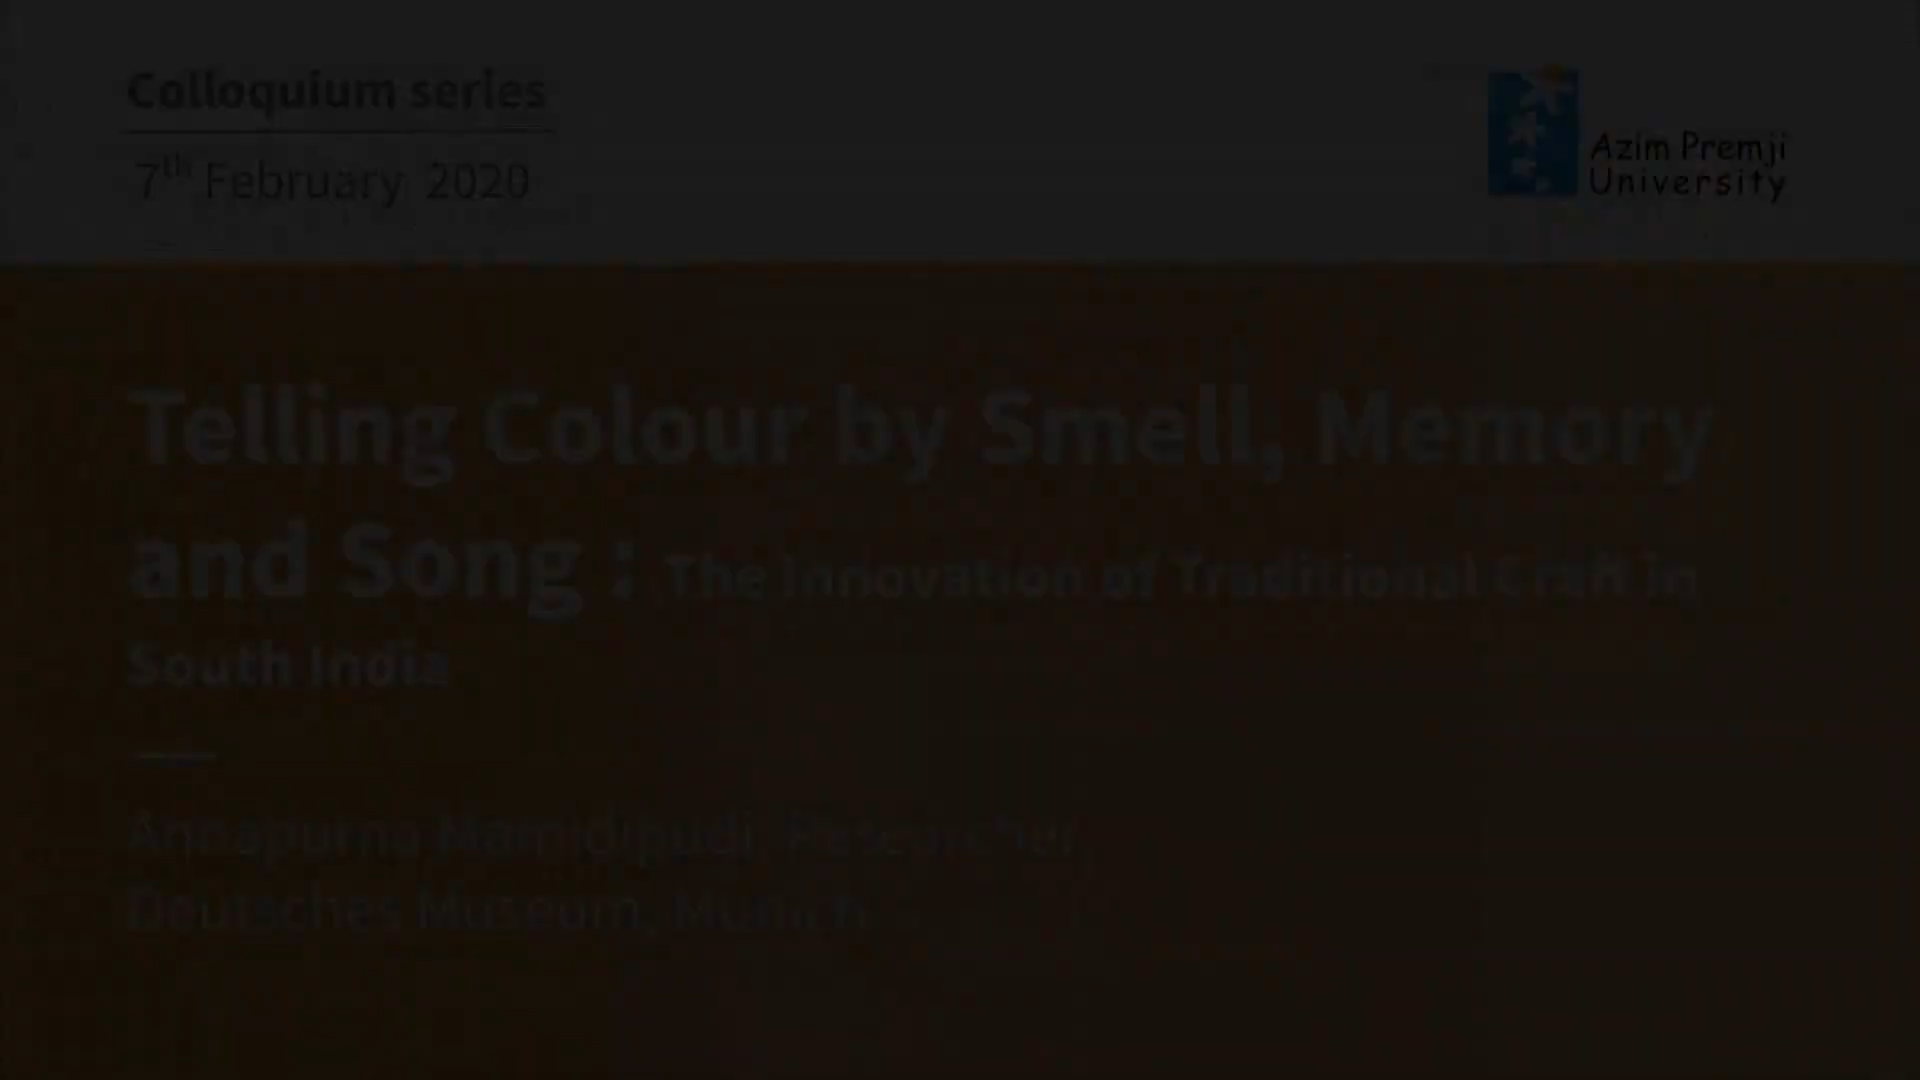 Colloquium series
7th February 2020
Azim Premji
University
Telling Colour by Smell, Memory
and Song : The Innovation of Traditional Craft in
South India
Annapurna Mamidipudi, Researcher,
Deutsches Museum, Munich